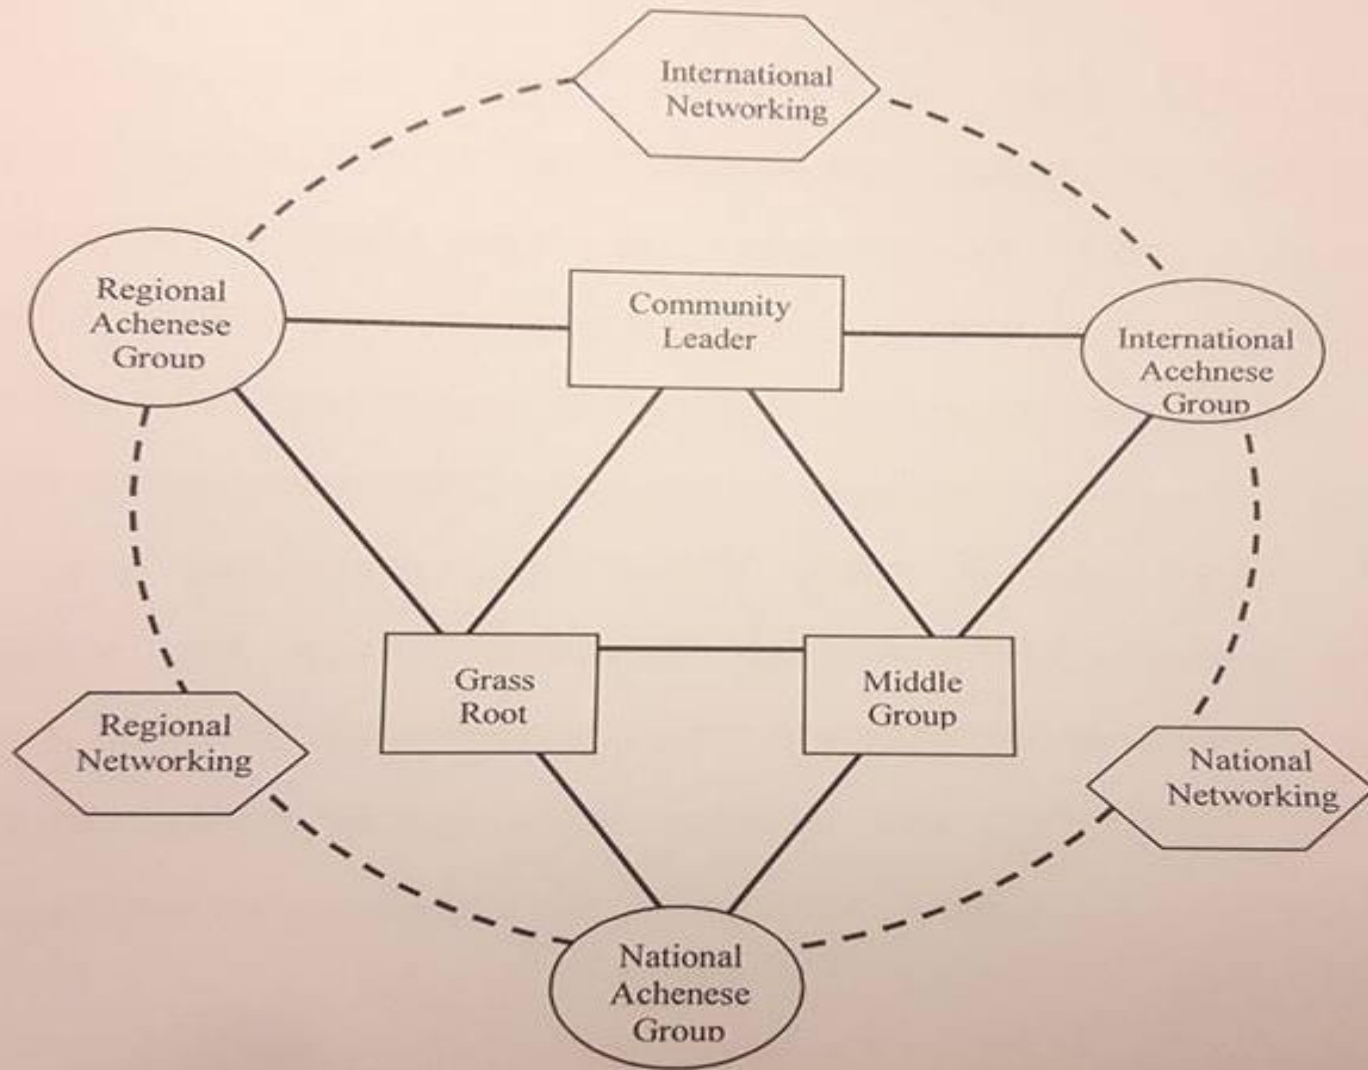 International
Networking
Regional
Achenese
Group
Community
Leader
International
Acehnese
Group
Grass
Root
Middle
Group
Regional
Networking
National
Networking
National
Achenese
Group